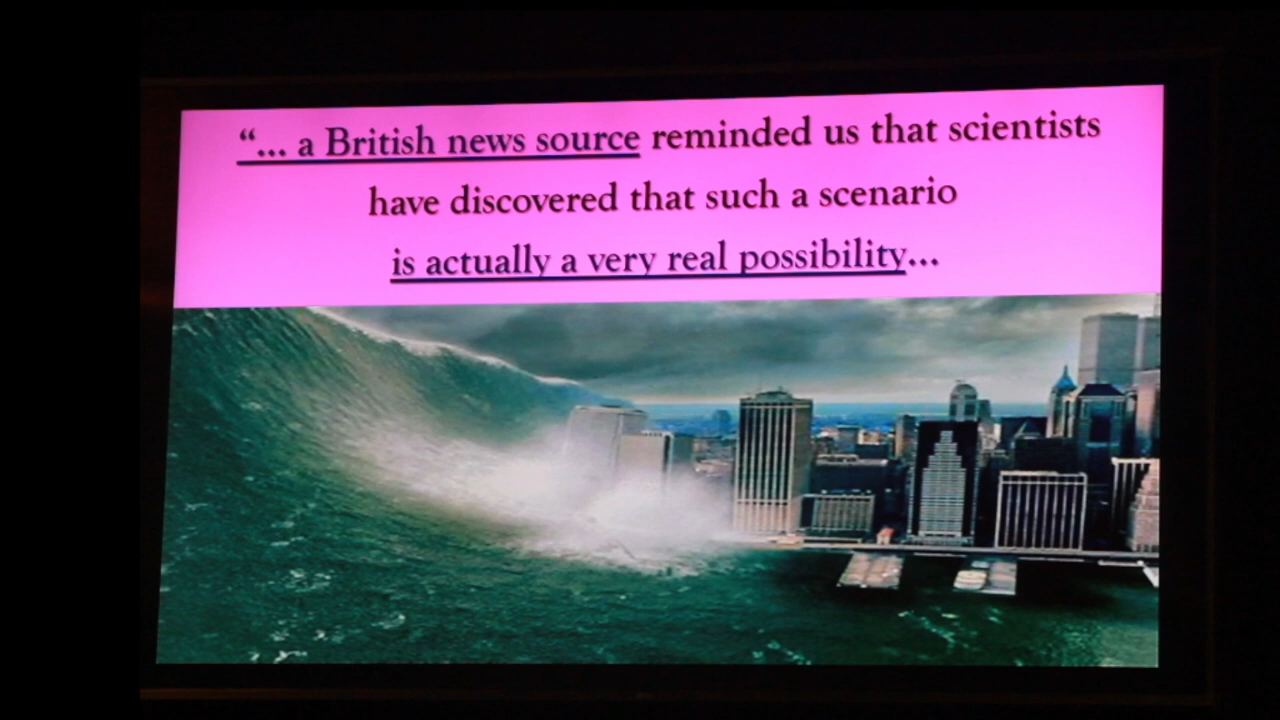 “... a British news source reminded us that scientists
have discovered that such a scenario
is actually a very real possibility...